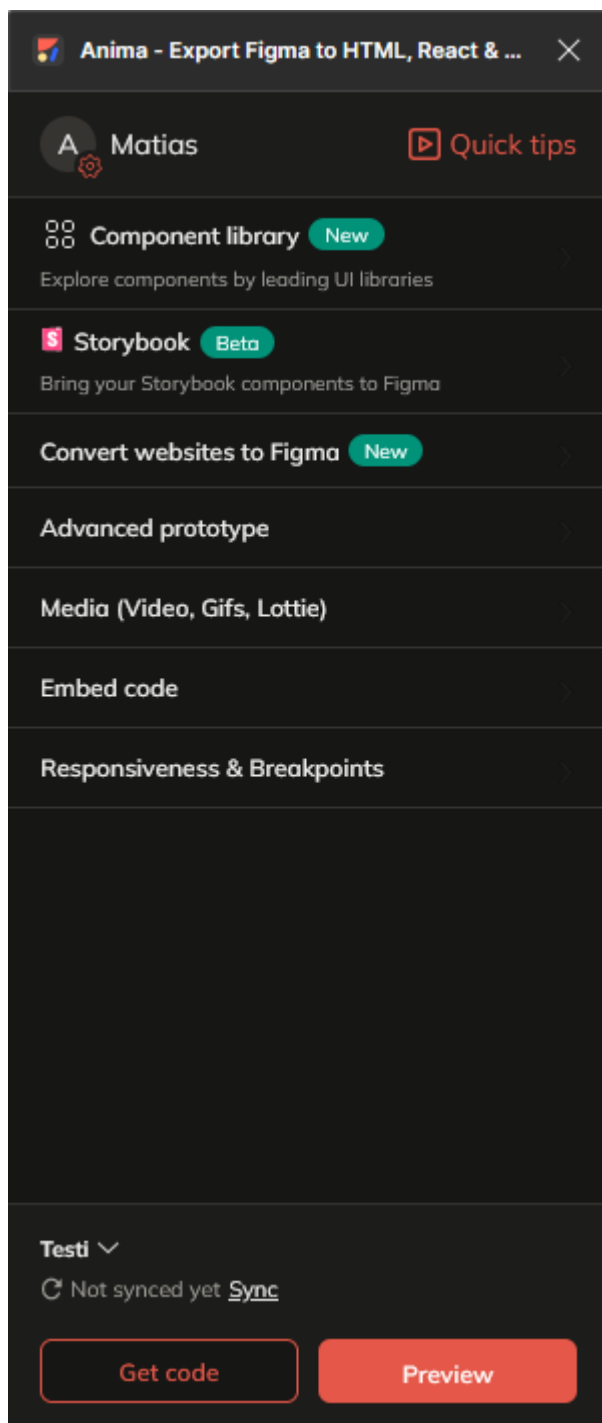 Anima - Export Figma to HTML, React & ...
A Matias Quick tips
Component library New
Explore components by leading UI libraries
S Storybook Beta
Bring your Storybook components to Figma
Convert websites to Figma New
Advanced prototype
Media (Video, Gifs, Lottie)
Embed code
Responsiveness & Breakpoints
Testi
Not synced yet Sync
Get code Preview